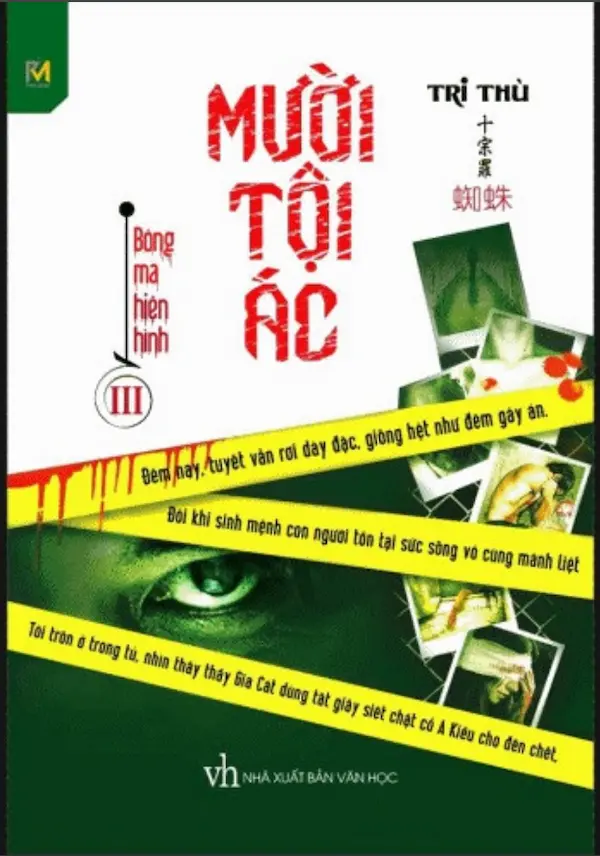 RM
MƯỜI
TỘI
ÁC
TRI THÙ
十宗罪
蜘蛛
Bóng
ma
hiện
hình
III
Đêm nay, tuyết vẫn rơi dày đặc, giống hệt như đêm gây án.
Đôi khi sinh mệnh con người tồn tại sức sống vô cùng mãnh liệt
Tôi trốn ở trong tủ, nhìn thấy thầy Gia Cát dùng tất giấy siết chặt cổ A Kiều cho đến chết.
vh NHÀ XUẤT BẢN VĂN HỌC